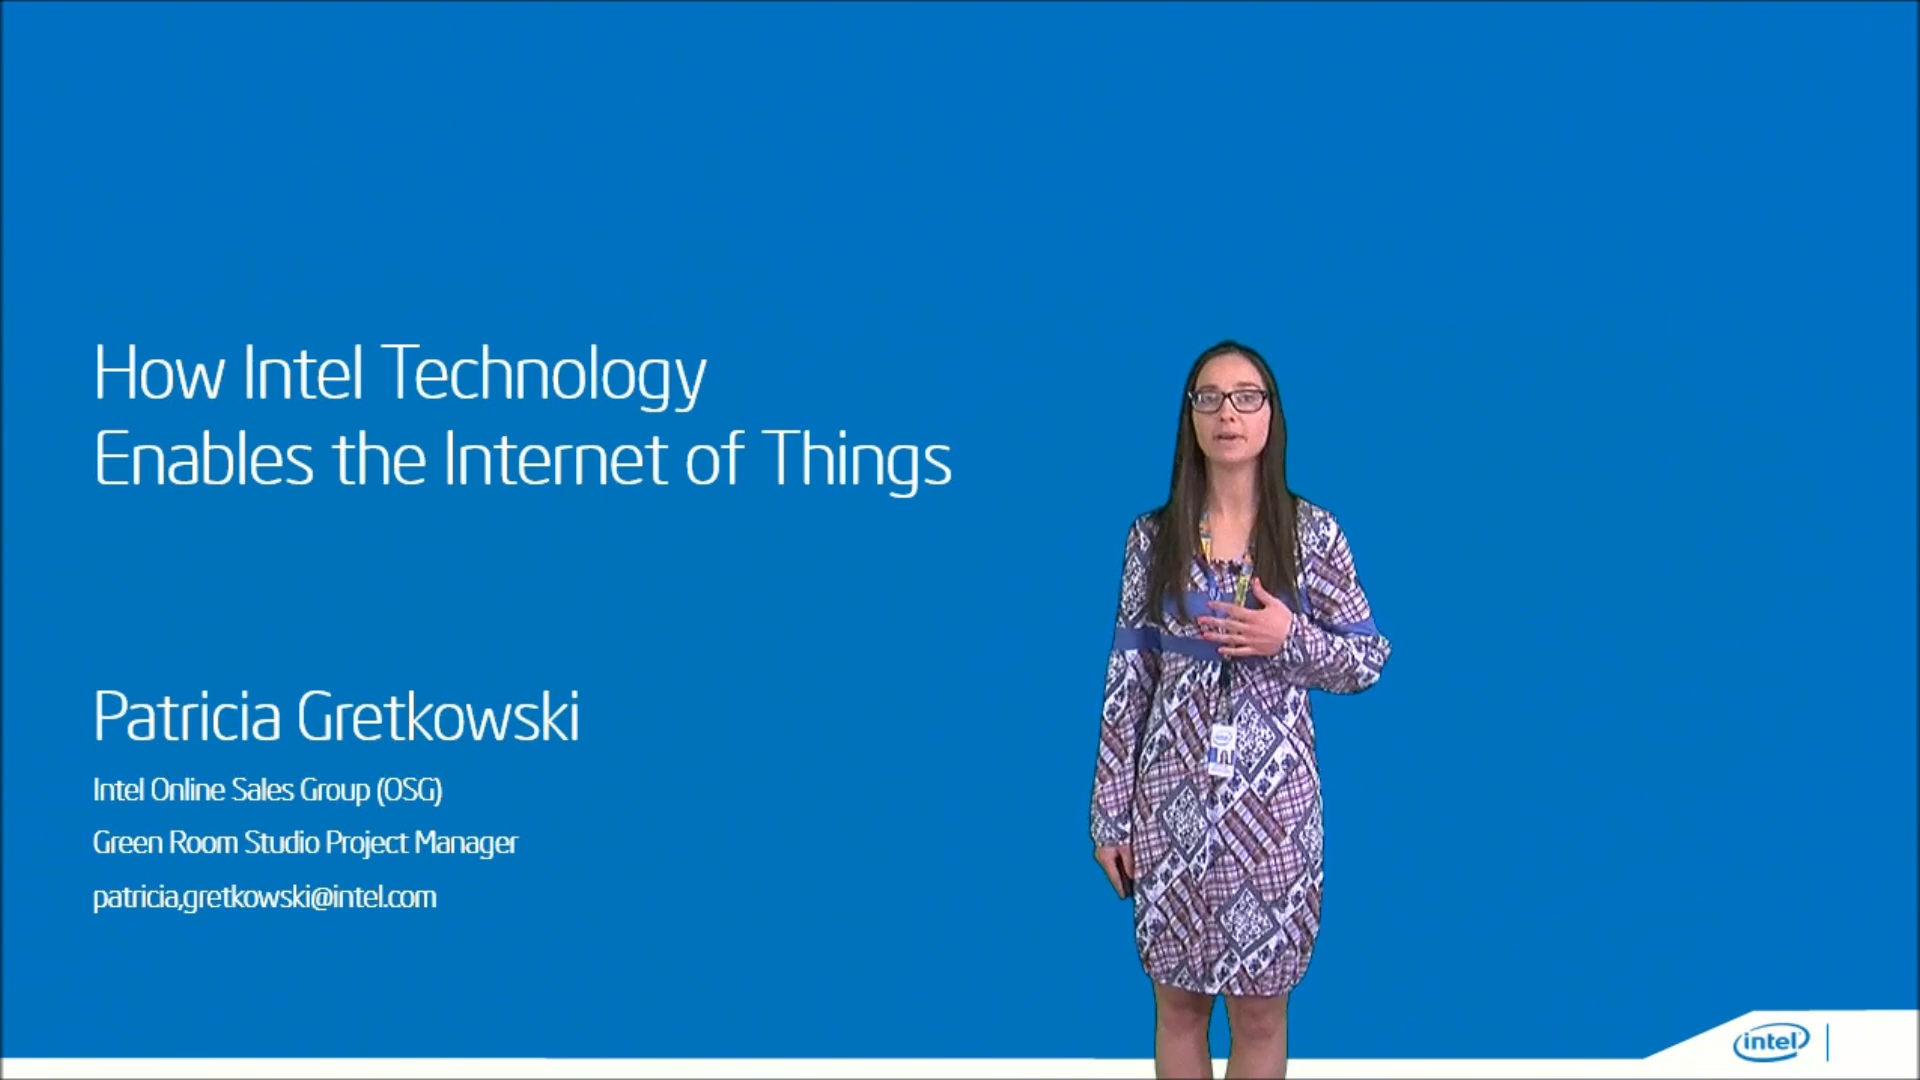 How Intel Technology
Enables the Internet of Things
Patricia Gretkowski
Intel Online Sales Group (OSG)
Green Room Studio Project Manager
patricia,gretkowski@intel.com
intel